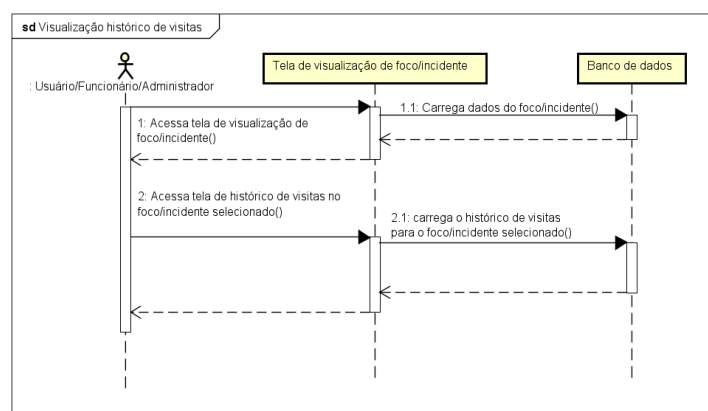 sd Visualização histórico de visitas
: Usuário/Funcionário/Administrador
Tela de visualização de foco/incidente
Banco de dados
1: Acessa tela de visualização de
foco/incidente()
1.1: Carrega dados do foco/incidente()
2: Acessa tela de histórico de visitas no
foco/incidente selecionado()
2.1: carrega o histórico de visitas
para o foco/incidente selecionado()